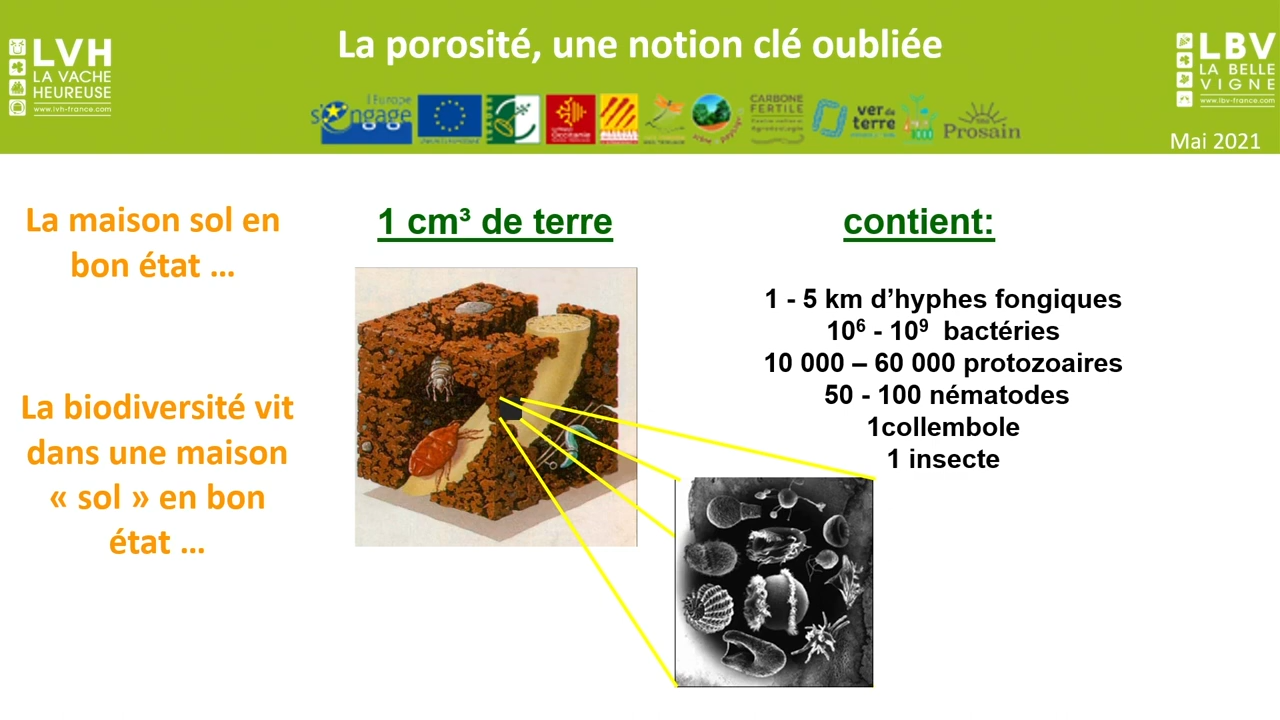 La porosité, une notion clé oubliée
LVH
LA VACHE
HEUREUSE
www.lvh-france.com
LBV
LA BELLE
VIGNE
www.lbv-france.com
l'Europe
s'engage
CARBONE
FERTILE
ver de
terre
Prosain
Mai 2021
La maison sol en
bon état ...
La biodiversité vit
dans une maison
« sol » en bon
état ...
1 cm³ de terre
contient:
1 - 5 km d’hyphes fongiques
10⁶ - 10⁹ bactéries
10 000 – 60 000 protozoaires
50 - 100 nématodes
1collembole
1 insecte